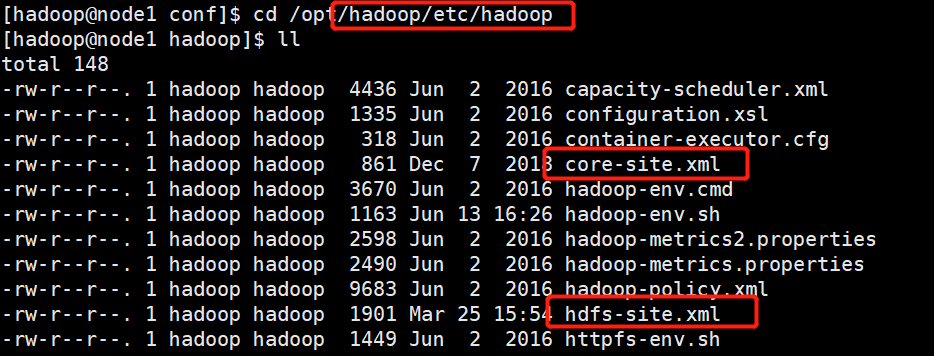 [hadoop@node1 conf]$ cd /opt/hadoop/etc/hadoop
[hadoop@node1 hadoop]$ ll
total 148
-rw-r--r--. 1 hadoop hadoop  4436 Jun  2  2016 capacity-scheduler.xml
-rw-r--r--. 1 hadoop hadoop  1335 Jun  2  2016 configuration.xsl
-rw-r--r--. 1 hadoop hadoop   318 Jun  2  2016 container-executor.cfg
-rw-r--r--. 1 hadoop hadoop   861 Dec  7  2018 core-site.xml
-rw-r--r--. 1 hadoop hadoop  3670 Jun  2  2016 hadoop-env.cmd
-rw-r--r--. 1 hadoop hadoop  1163 Jun 13 16:26 hadoop-env.sh
-rw-r--r--. 1 hadoop hadoop  2598 Jun  2  2016 hadoop-metrics2.properties
-rw-r--r--. 1 hadoop hadoop  2490 Jun  2  2016 hadoop-metrics.properties
-rw-r--r--. 1 hadoop hadoop  9683 Jun  2  2016 hadoop-policy.xml
-rw-r--r--. 1 hadoop hadoop  1901 Mar 25 15:54 hdfs-site.xml
-rw-r--r--. 1 hadoop hadoop  1449 Jun  2  2016 httpfs-env.sh